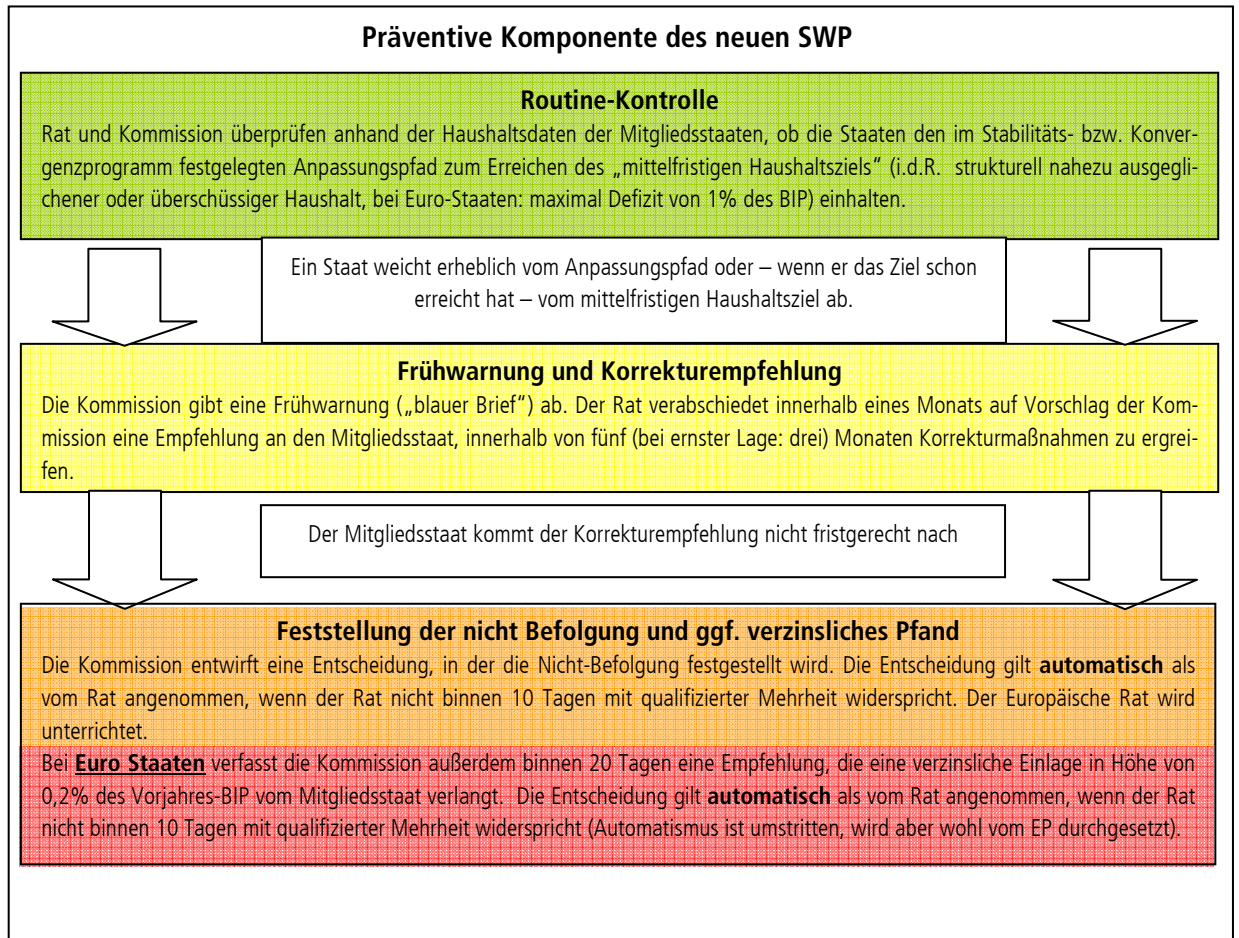 Präventive Komponente des neuen SWP
Routine-Kontrolle
Rat und Kommission überprüfen anhand der Haushaltsdaten der Mitgliedsstaaten, ob die Staaten den im Stabilitäts- bzw. Konver-
genzprogramm festgelegten Anpassungspfad zum Erreichen des „mittelfristigen Haushaltsziels“ (i.d.R. strukturell nahezu ausgegli-
chener oder überschüssiger Haushalt, bei Euro-Staaten: maximal Defizit von 1% des BIP) einhalten.
Ein Staat weicht erheblich vom Anpassungspfad oder – wenn er das Ziel schon
erreicht hat – vom mittelfristigen Haushaltsziel ab.
Frühwarnung und Korrekturempfehlung
Die Kommission gibt eine Frühwarnung („blauer Brief“) ab. Der Rat verabschiedet innerhalb eines Monats auf Vorschlag der Kom-
mission eine Empfehlung an den Mitgliedsstaat, innerhalb von fünf (bei ernster Lage: drei) Monaten Korrekturmaßnahmen zu ergrei-
fen.
Der Mitgliedsstaat kommt der Korrekturempfehlung nicht fristgerecht nach
Feststellung der nicht Befolgung und ggf. verzinsliches Pfand
Die Kommission entwirft eine Entscheidung, in der die Nicht-Befolgung festgestellt wird. Die Entscheidung gilt automatisch als
vom Rat angenommen, wenn der Rat nicht binnen 10 Tagen mit qualifizierter Mehrheit widerspricht. Der Europäische Rat wird
unterrichtet.
Bei Euro Staaten verfasst die Kommission außerdem binnen 20 Tagen eine Empfehlung, die eine verzinsliche Einlage in Höhe von
0,2% des Vorjahres-BIP vom Mitgliedsstaat verlangt. Die Entscheidung gilt automatisch als vom Rat angenommen, wenn der Rat
nicht binnen 10 Tagen mit qualifizierter Mehrheit widerspricht (Automatismus ist umstritten, wird aber wohl vom EP durchgesetzt).